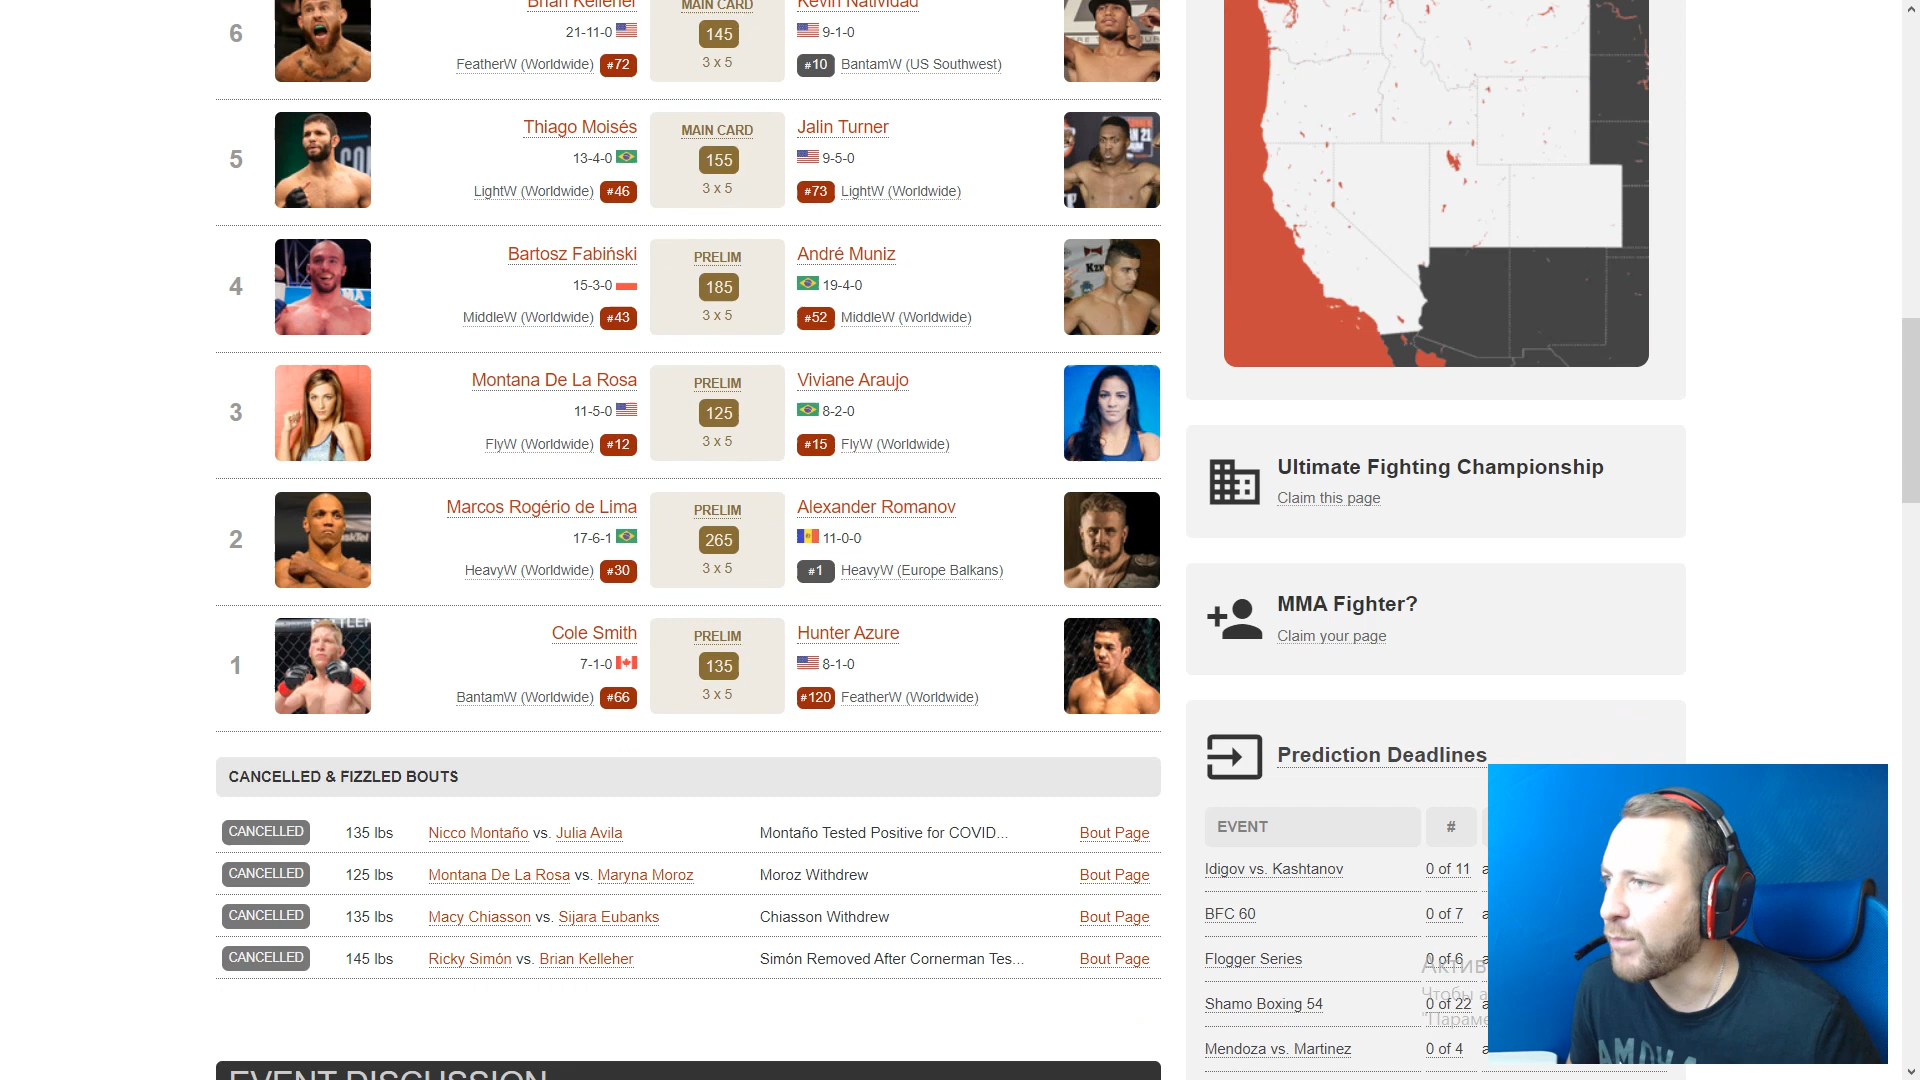 6
Brian Kelleher
21-11-0
FeatherW (Worldwide) #72
MAIN CARD
145
3 x 5
Kevin Natividad
9-1-0
#10 BantamW (US Southwest)
5
Thiago Moisés
13-4-0
LightW (Worldwide) #46
MAIN CARD
155
3 x 5
Jalin Turner
9-5-0
#73 LightW (Worldwide)
4
Bartosz Fabiński
15-3-0
MiddleW (Worldwide) #43
PRELIM
185
3 x 5
André Muniz
19-4-0
#52 MiddleW (Worldwide)
3
Montana De La Rosa
11-5-0
FlyW (Worldwide) #12
PRELIM
125
3 x 5
Viviane Araujo
8-2-0
#15 FlyW (Worldwide)
2
Marcos Rogério de Lima
17-6-1
HeavyW (Worldwide) #30
PRELIM
265
3 x 5
Alexander Romanov
11-0-0
#1 HeavyW (Europe Balkans)
1
Cole Smith
7-1-0
BantamW (Worldwide) #66
PRELIM
135
3 x 5
Hunter Azure
8-1-0
#120 FeatherW (Worldwide)
CANCELLED & FIZZLED BOUTS
CANCELLED 135 lbs Nicco Montaño vs. Julia Avila Montaño Tested Positive for COVID... Bout Page
CANCELLED 125 lbs Montana De La Rosa vs. Maryna Moroz Moroz Withdrew Bout Page
CANCELLED 135 lbs Macy Chiasson vs. Sijara Eubanks Chiasson Withdrew Bout Page
CANCELLED 145 lbs Ricky Simón vs. Brian Kelleher Simón Removed After Cornerman Tes... Bout Page
EVENT DISCUSSION
Ultimate Fighting Championship
Claim this page
MMA Fighter?
Claim your page
Prediction Deadlines
EVENT #
Idigov vs. Kashtanov 0 of 11 a
BFC 60 0 of 7 a
Flogger Series 0 of 6
Shamo Boxing 54 0 of 22 a
Mendoza vs. Martinez 0 of 4 a
Актив
Чтобы а
"Параме